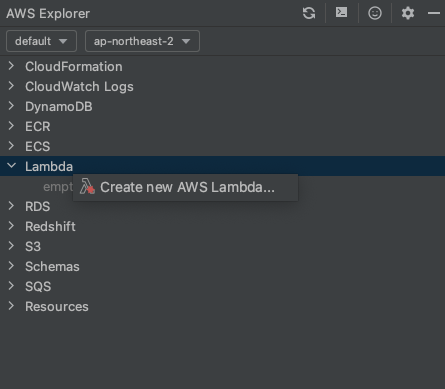 AWS Explorer
default ap-northeast-2
CloudFormation
CloudWatch Logs
DynamoDB
ECR
ECS
Lambda
empt
Create new AWS Lambda...
RDS
Redshift
S3
Schemas
SQS
Resources